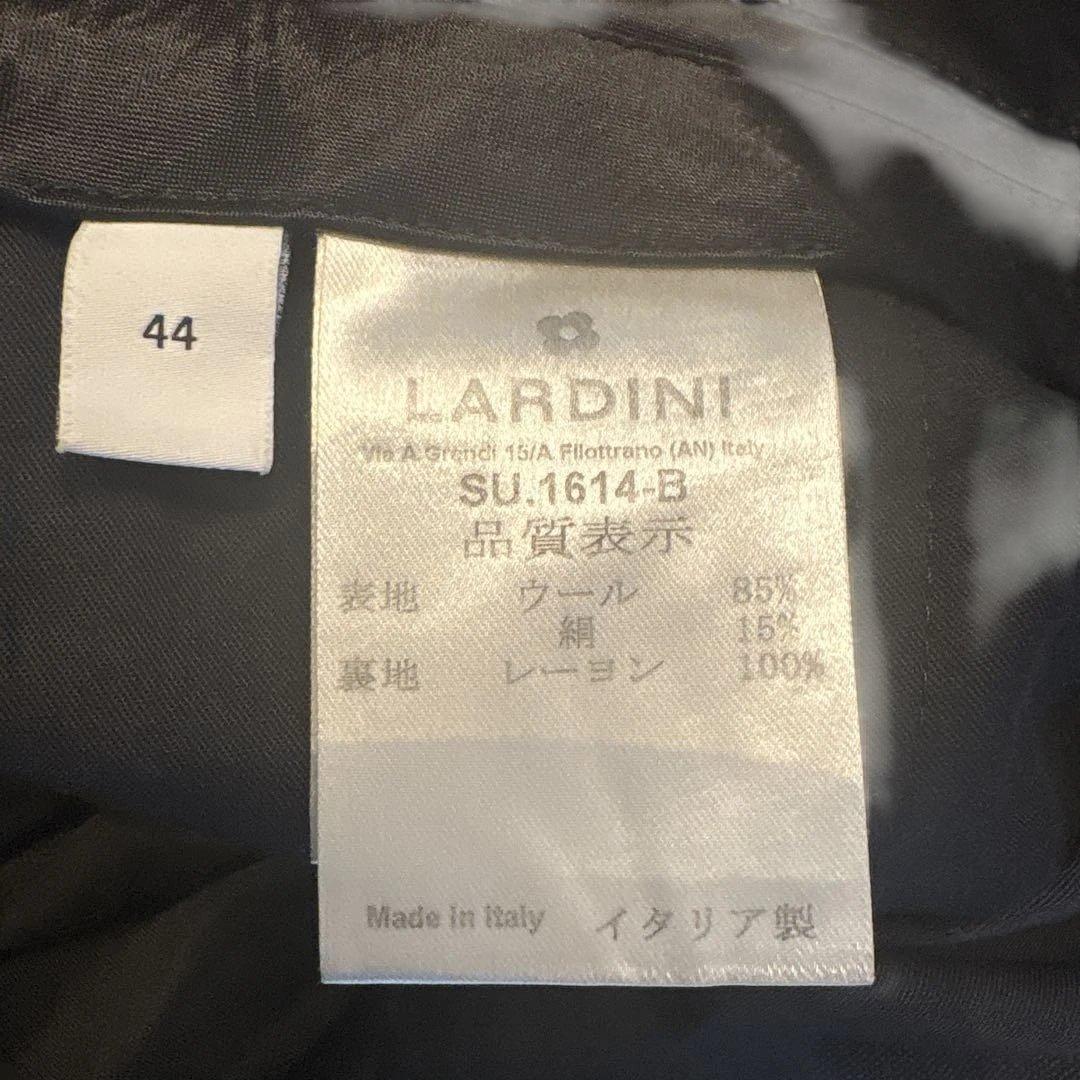 44
LARDINI
Via A.Grandi 15/A Filottrano (AN) Italy
SU.1614-B
品質表示
表地 ウール 85%
絹 15%
裏地 レーヨン 100%
Made in Italy イタリア製